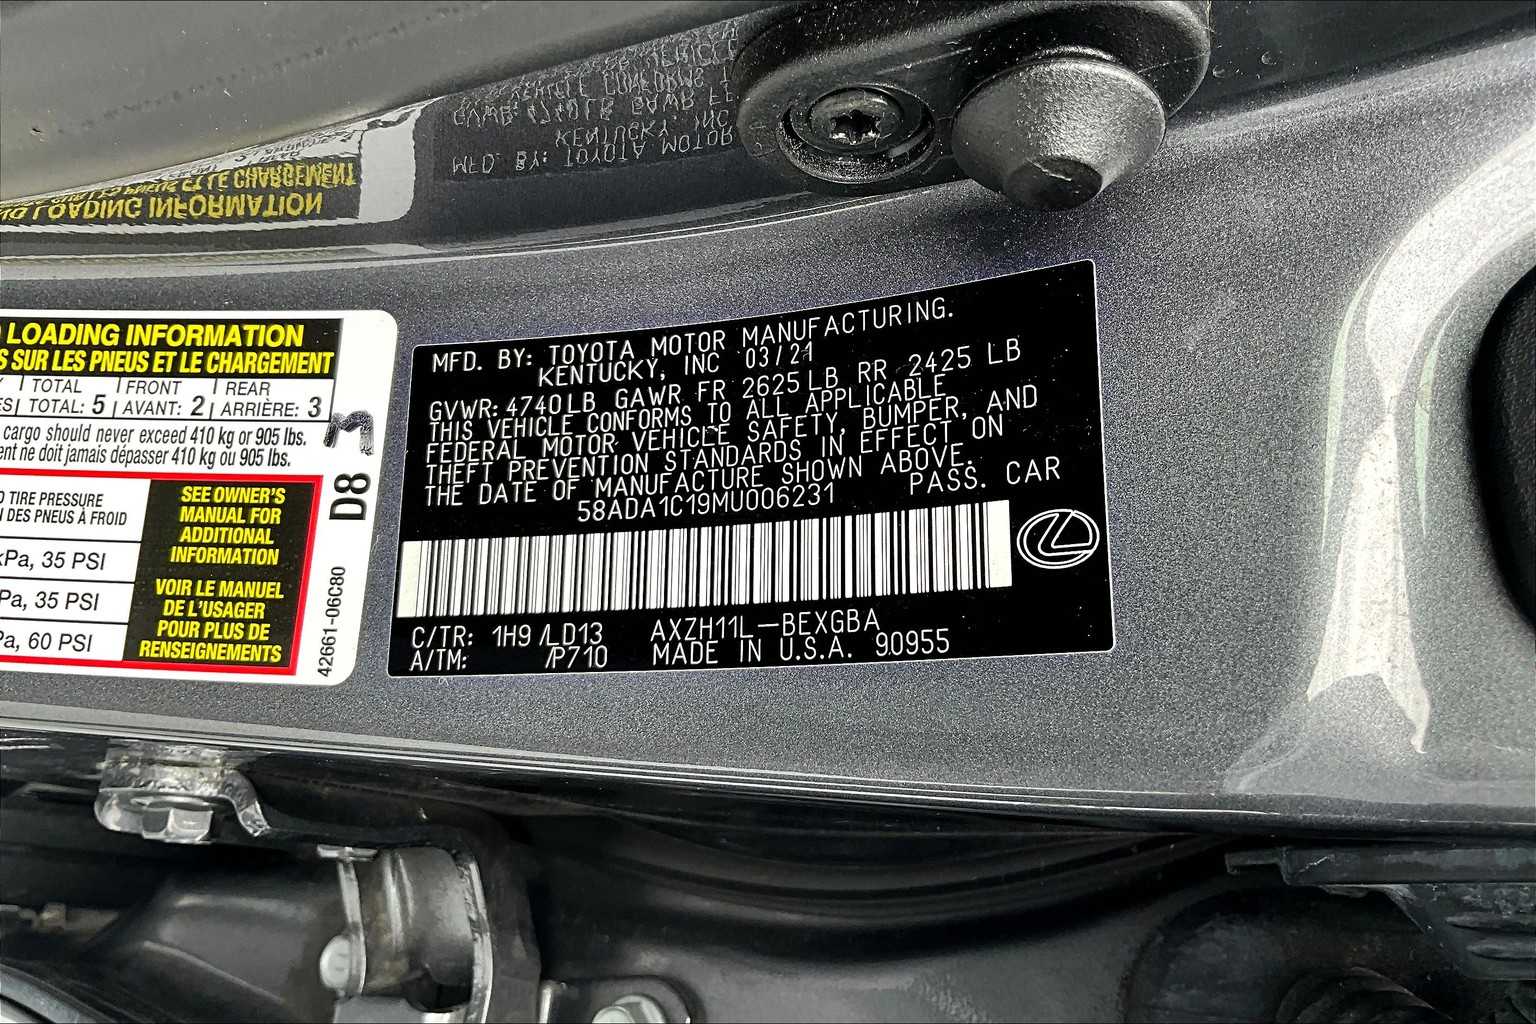 LOADING INFORMATION
SUR LES PNEUS ET LE CHARGEMENT
TOTAL FRONT REAR
TOTAL: 5 AVANT: 2 ARRIÈRE: 3
cargo should never exceed 410 kg or 905 lbs.
ne doit jamais dépasser 410 kg ou 905 lbs.
M
TIRE PRESSURE
DES PNEUS À FROID
kPa, 35 PSI
35 PSI
60 PSI
SEE OWNER'S
MANUAL FOR
ADDITIONAL
INFORMATION
VOIR LE MANUEL
DE L'USAGER
POUR PLUS DE
RENSEIGNEMENTS
D8
42661-06C80
MFD. BY: TOYOTA MOTOR MANUFACTURING.
KENTUCKY, INC 03/21
GVWR: 4740LB GAWR FR 2625 LB RR 2425 LB
THIS VEHICLE CONFORMS TO ALL APPLICABLE
FEDERAL MOTOR VEHICLE SAFETY, BUMPER, AND
THEFT PREVENTION STANDARDS IN EFFECT ON
THE DATE OF MANUFACTURE SHOWN ABOVE.
58ADA1C19MU006231 PASS. CAR
C/TR: 1H9 /LD13 AXZH11L-BEXGBA
A/TM: /P710 MADE IN U.S.A. 90955